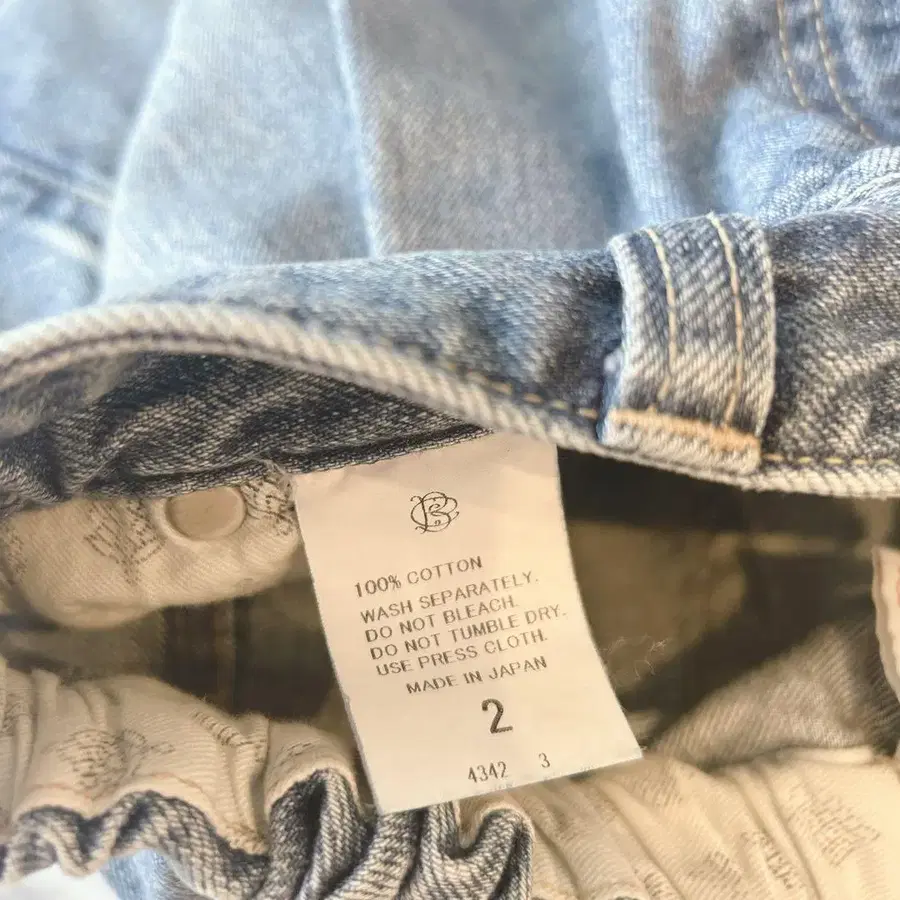 100% COTTON
WASH SEPARATELY.
DO NOT BLEACH.
DO NOT TUMBLE DRY.
USE PRESS CLOTH.
MADE IN JAPAN
2
4342 3